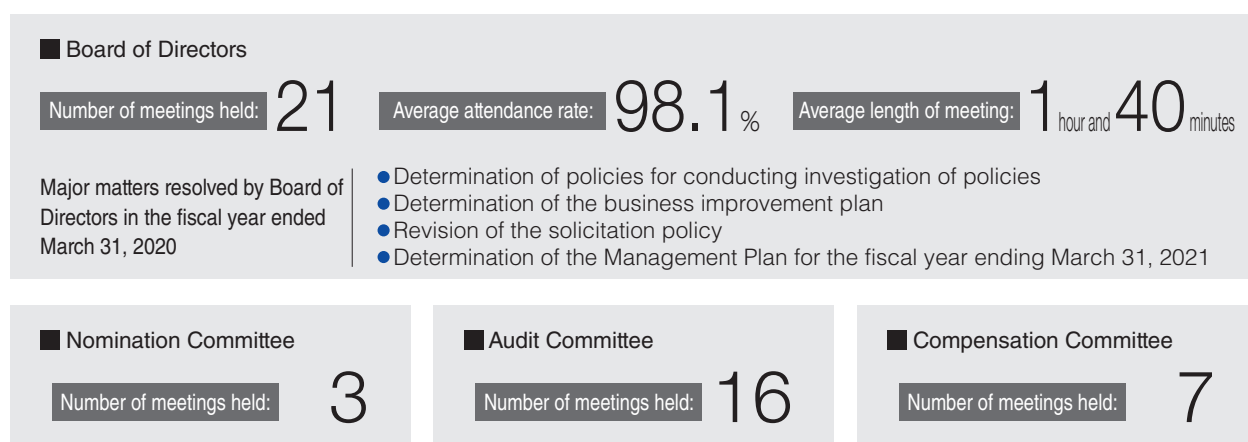 ■ Board of Directors
Number of meetings held: 21 Average attendance rate: 98.1 % Average length of meeting: 1 hour and 40 minutes
Major matters resolved by Board of
Directors in the fiscal year ended
March 31, 2020
●Determination of policies for conducting investigation of policies
●Determination of the business improvement plan
●Revision of the solicitation policy
●Determination of the Management Plan for the fiscal year ending March 31, 2021
■ Nomination Committee
Number of meetings held: 3
■ Audit Committee
Number of meetings held: 16
■ Compensation Committee
Number of meetings held: 7